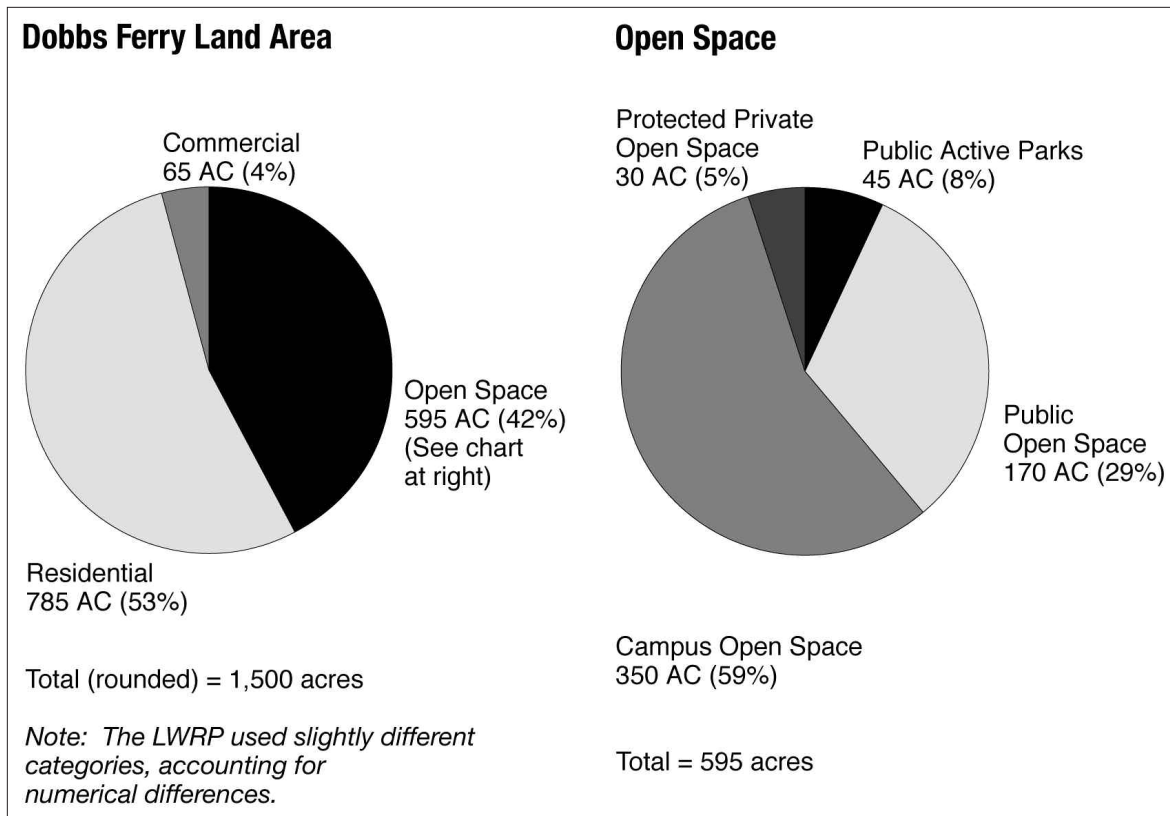 Dobbs Ferry Land Area
Commercial
65 AC (4%)
Open Space
595 AC (42%)
(See chart
at right)
Residential
785 AC (53%)
Total (rounded) = 1,500 acres
Note:  The LWRP used slightly different
categories, accounting for
numerical differences.
Open Space
Protected Private
Open Space
30 AC (5%)
Public Active Parks
45 AC (8%)
Public
Open Space
170 AC (29%)
Campus Open Space
350 AC (59%)
Total = 595 acres